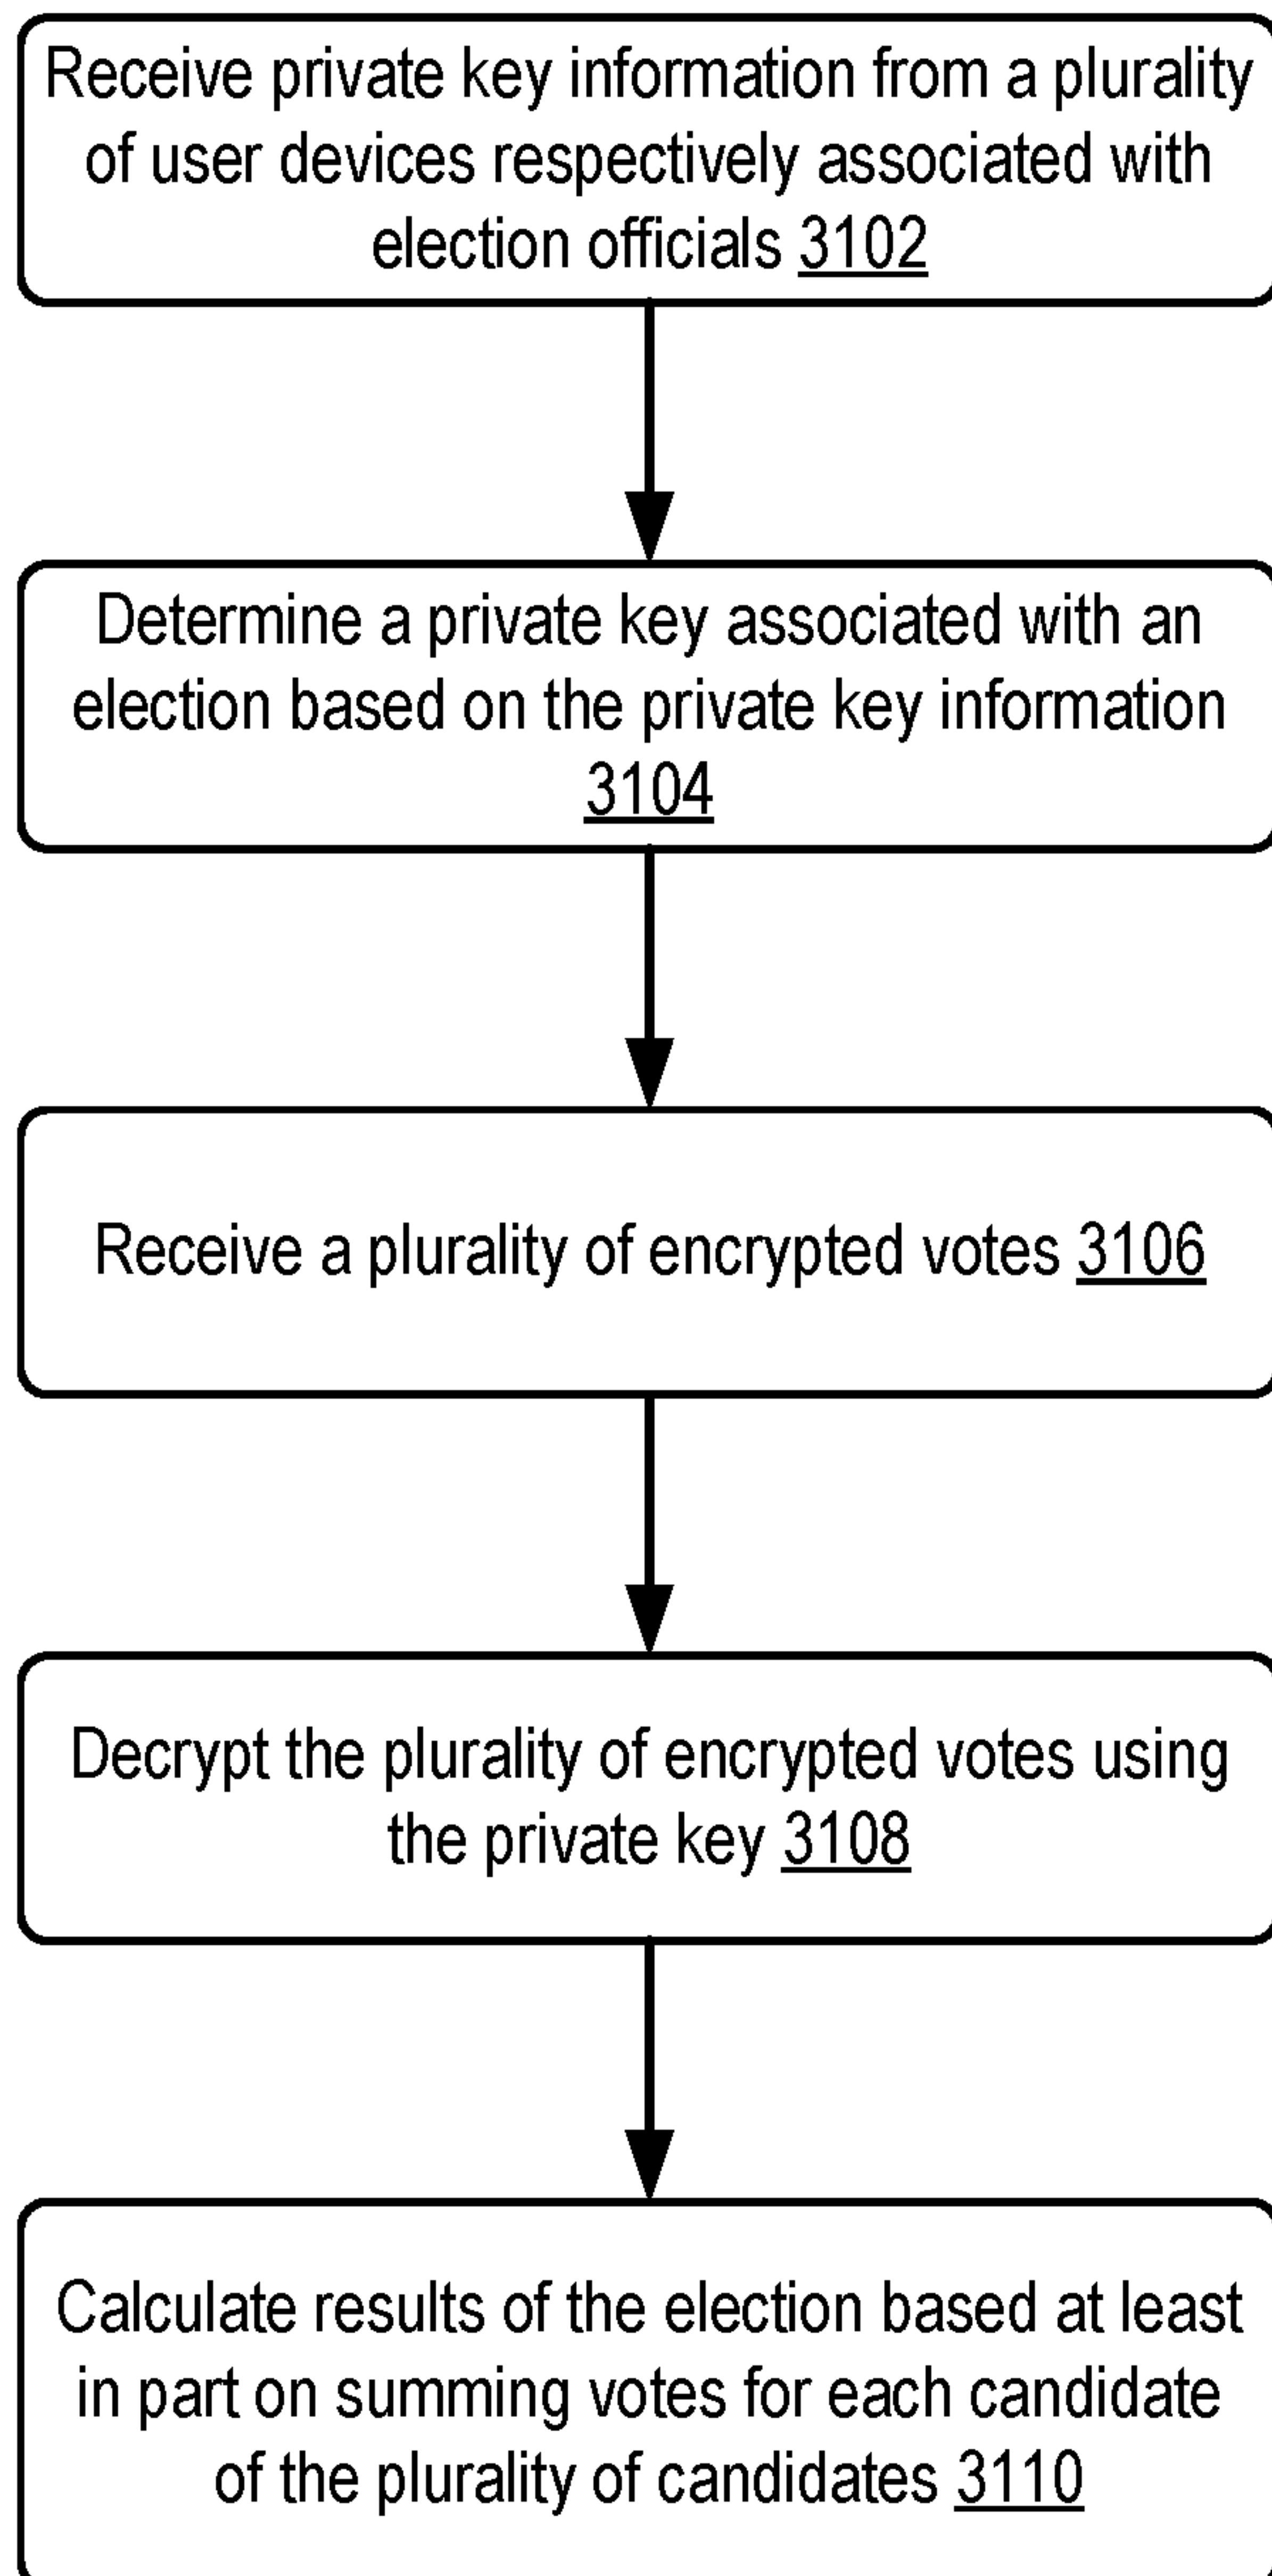 Receive private key information from a plurality
of user devices respectively associated with
election officials 3102
Determine a private key associated with an
election based on the private key information
3104
Receive a plurality of encrypted votes 3106
Decrypt the plurality of encrypted votes using
the private key 3108
Calculate results of the election based at least
in part on summing votes for each candidate
of the plurality of candidates 3110